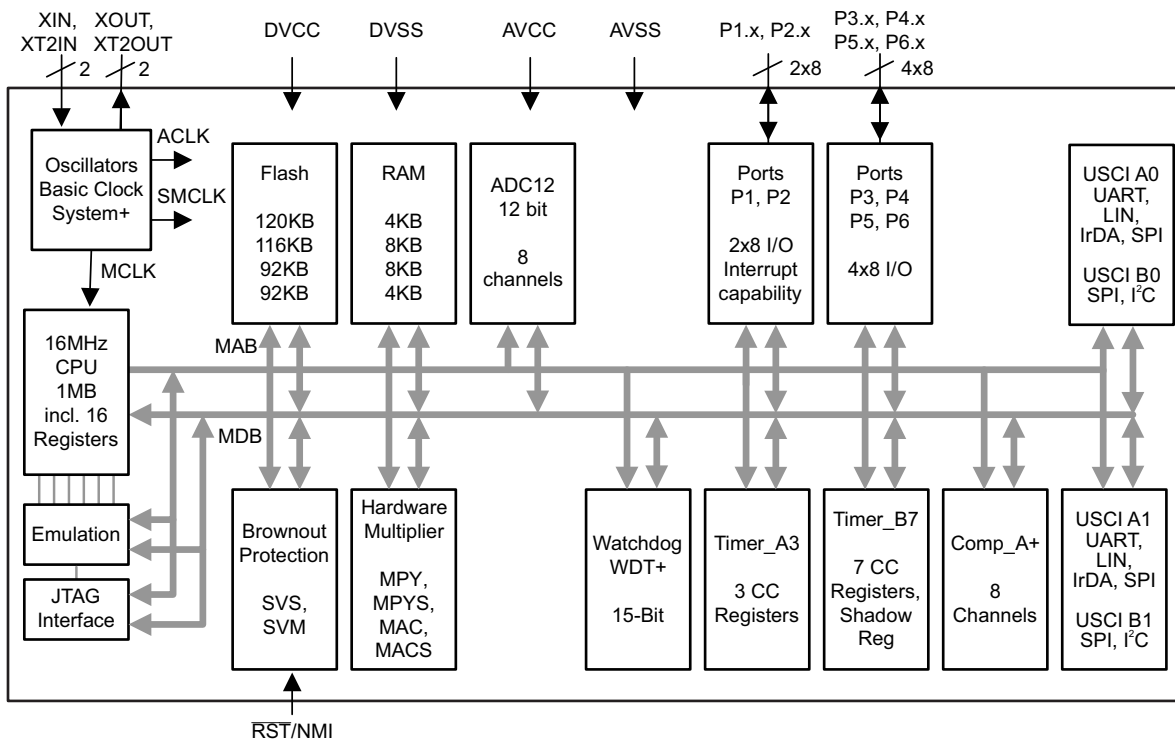 XIN,
XT2IN
XOUT,
XT2OUT
DVCC
DVSS
AVCC
AVSS
P1.x, P2.x
P3.x, P4.x
P5.x, P6.x
2
2
2x8
4x8
Oscillators
Basic Clock
System+
ACLK
SMCLK
MCLK
Flash
120KB
116KB
92KB
92KB
RAM
4KB
8KB
8KB
4KB
ADC12
12 bit
8
channels
Ports
P1, P2
2x8 I/O
Interrupt
capability
Ports
P3, P4
P5, P6
4x8 I/O
USCI A0
UART,
LIN,
IrDA, SPI
USCI B0
SPI, I²C
16MHz
CPU
1MB
incl. 16
Registers
MAB
MDB
Emulation
JTAG
Interface
Brownout
Protection
SVS,
SVM
Hardware
Multiplier
MPY,
MPYS,
MAC,
MACS
Watchdog
WDT+
15-Bit
Timer_A3
3 CC
Registers
Timer_B7
7 CC
Registers,
Shadow
Reg
Comp_A+
8
Channels
USCI A1
UART,
LIN,
IrDA, SPI
USCI B1
SPI, I²C
RST/NMI